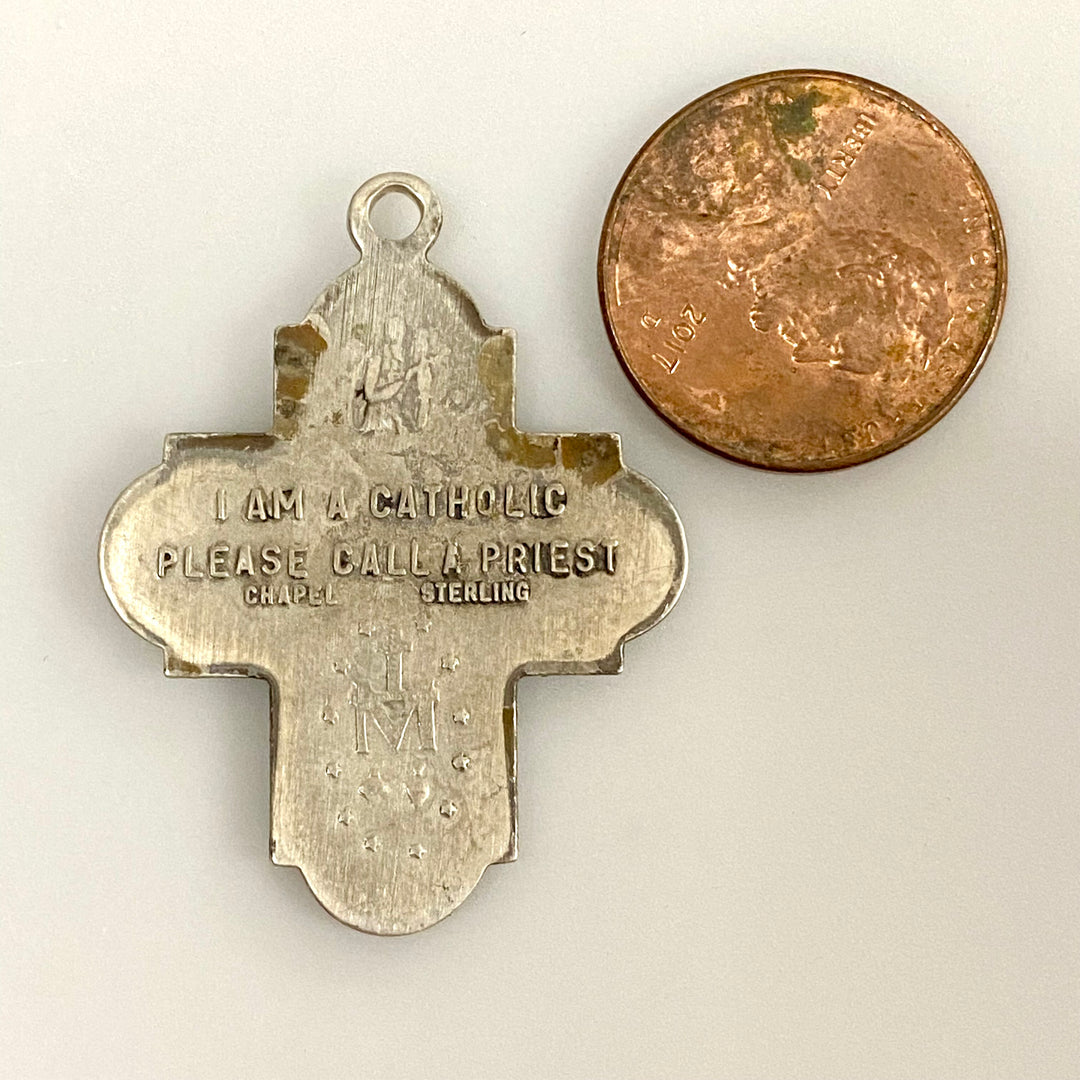 I AM A CATHOLIC
PLEASE CALL A PRIEST
CHAPEL STERLING
M
LIBERTY
2017
D